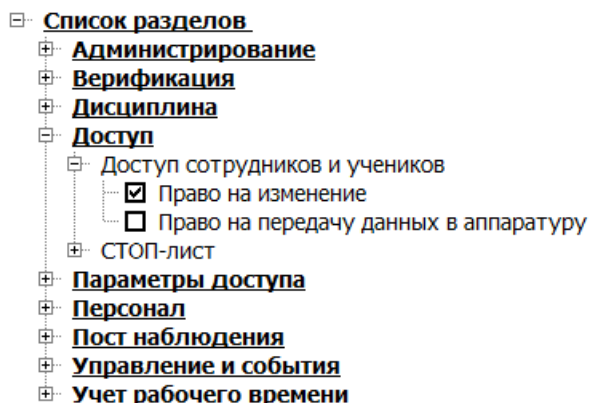 Список разделов
Администрирование
Верификация
Дисциплина
Доступ
Доступ сотрудников и учеников
Право на изменение
Право на передачу данных в аппаратуру
СТОП-лист
Параметры доступа
Персонал
Пост наблюдения
Управление и события
Учет рабочего времени